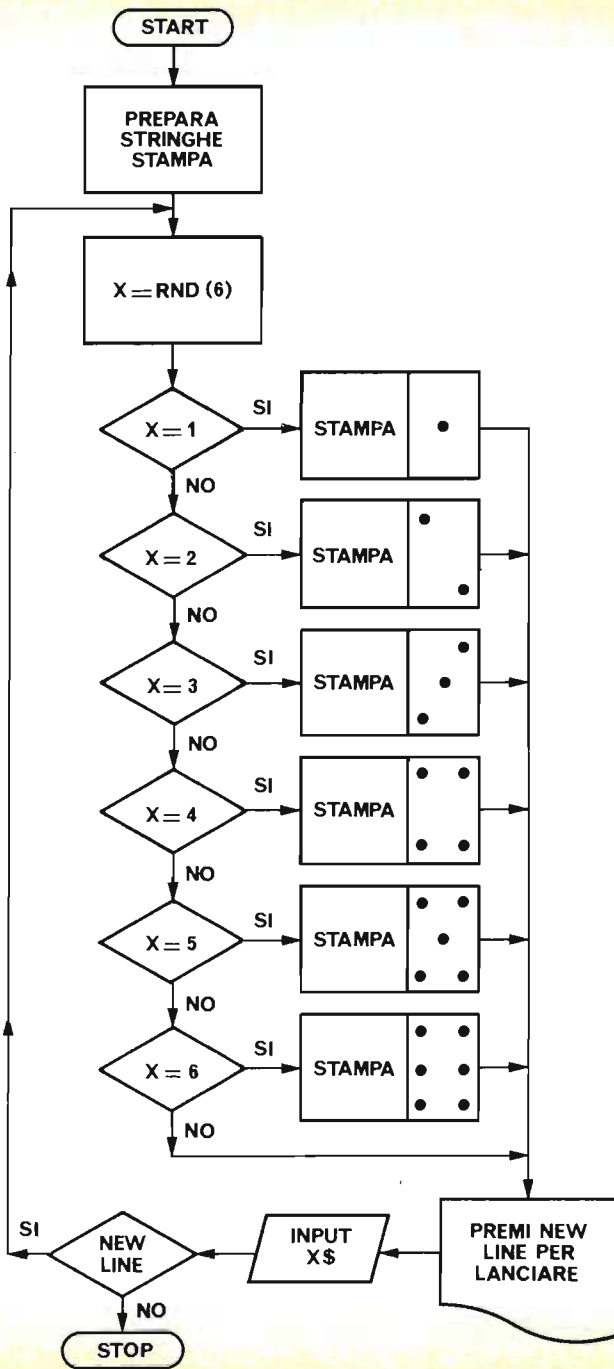 START
PREPARA
STRINGHE
STAMPA
X = RND (6)
X = 1
SI
STAMPA
NO
X = 2
SI
STAMPA
NO
X = 3
SI
STAMPA
NO
X = 4
SI
STAMPA
NO
X = 5
SI
STAMPA
NO
X = 6
SI
STAMPA
NO
PREMI NEW
LINE PER
LANCIARE
INPUT
X$
NEW
LINE
SI
NO
STOP